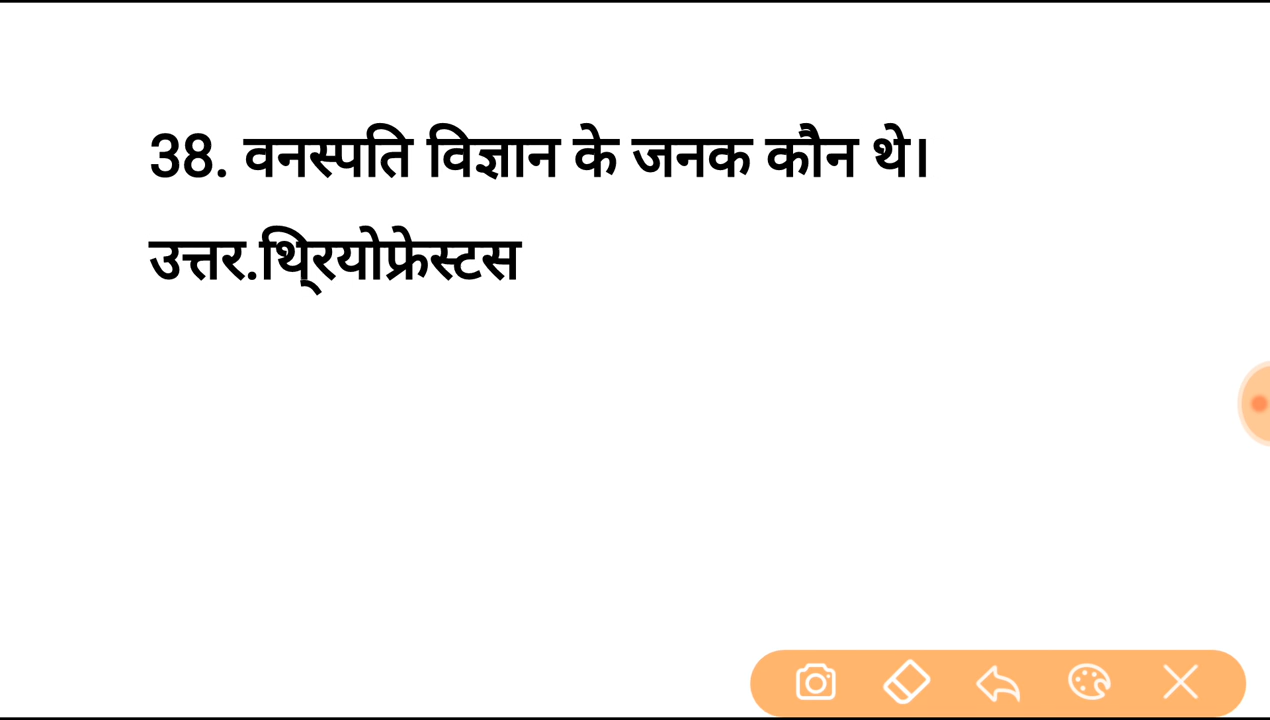 38. वनस्पति विज्ञान के जनक कौन थे।
उत्तर.थ्रियोफ्रेस्टस